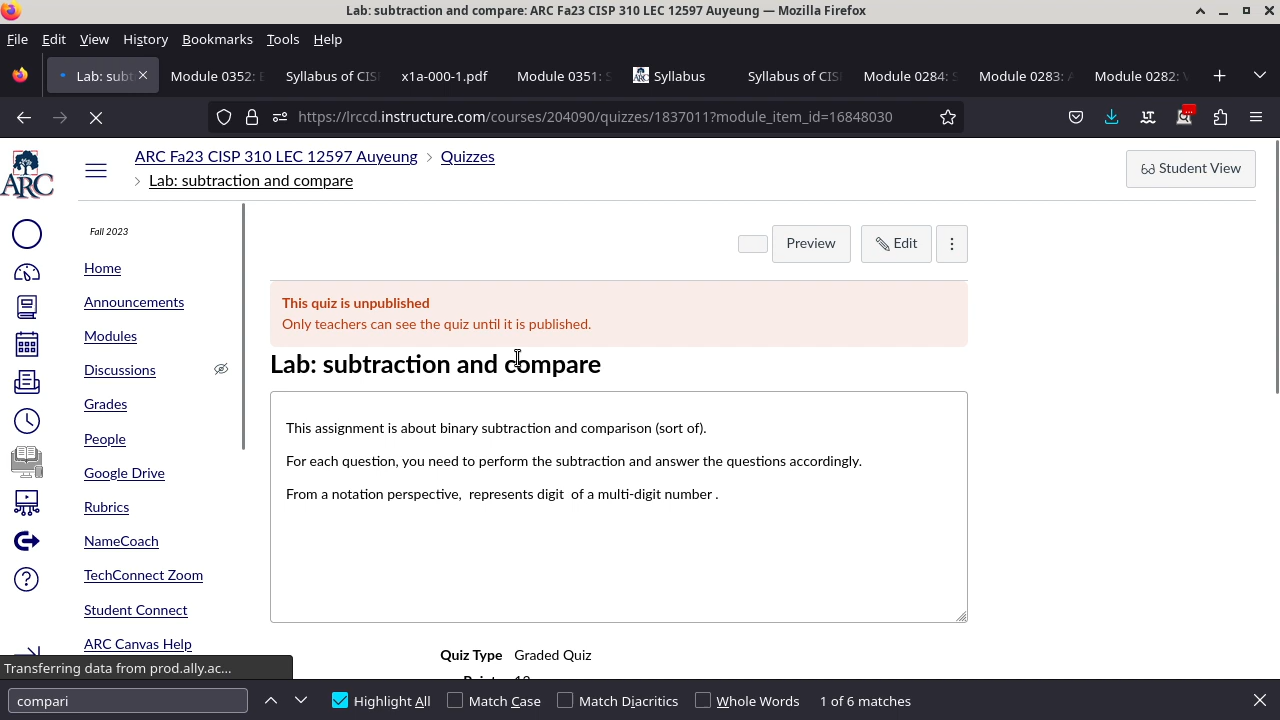 Lab: subtraction and compare: ARC Fa23 CISP 310 LEC 12597 Auyeung — Mozilla Firefox
File Edit View History Bookmarks Tools Help
Lab: subt Module 0352: Syllabus of CIS x1a-000-1.pdf Module 0351: Syllabus Syllabus of CIS Module 0284: Module 0283: Module 0282:
https://lrccd.instructure.com/courses/204090/quizzes/1837011?module_item_id=16848030
ARC
ARC Fa23 CISP 310 LEC 12597 Auyeung > Quizzes
> Lab: subtraction and compare
Student View
Fall 2023
Home
Announcements
Modules
Discussions
Grades
People
Google Drive
Rubrics
NameCoach
TechConnect Zoom
Student Connect
ARC Canvas Help
Preview Edit
This quiz is unpublished
Only teachers can see the quiz until it is published.
Lab: subtraction and compare
This assignment is about binary subtraction and comparison (sort of).
For each question, you need to perform the subtraction and answer the questions accordingly.
From a notation perspective,  represents digit  of a multi-digit number .
Quiz Type Graded Quiz
Points 12
Transferring data from prod.ally.ac...
compari Highlight All Match Case Match Diacritics Whole Words 1 of 6 matches